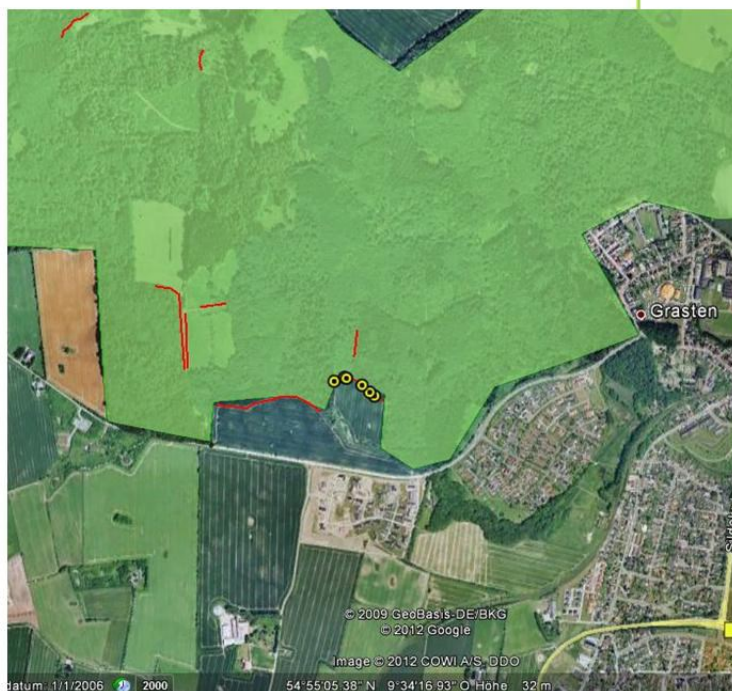 Grasten
© 2009 GeoBasis-DE/BKG
© 2012 Google
Image © 2012 COWI A/S, DDO
datum: 1/1/2006 2000 54°55'05.38" N 9°34'16.93" O Höhe 32 m